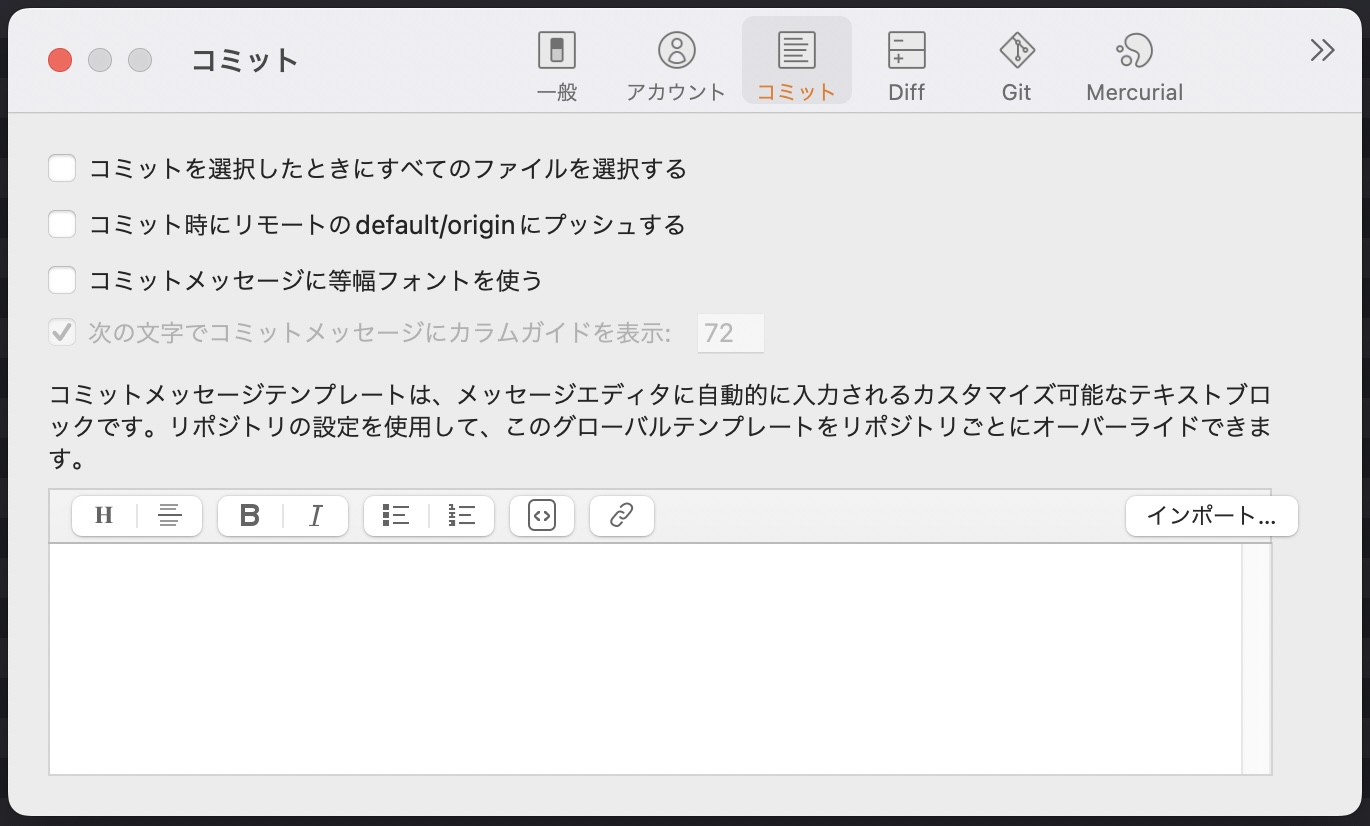 コミット
一般
アカウント
コミット
Diff
Git
Mercurial
コミットを選択したときにすべてのファイルを選択する
コミット時にリモートのdefault/originにプッシュする
コミットメッセージに等幅フォントを使う
次の文字でコミットメッセージにカラムガイドを表示: 72
コミットメッセージテンプレートは、メッセージエディタに自動的に入力されるカスタマイズ可能なテキストブロ
ックです。リポジトリの設定を使用して、このグローバルテンプレートをリポジトリごとにオーバーライドできま
す。
H B I インポート...